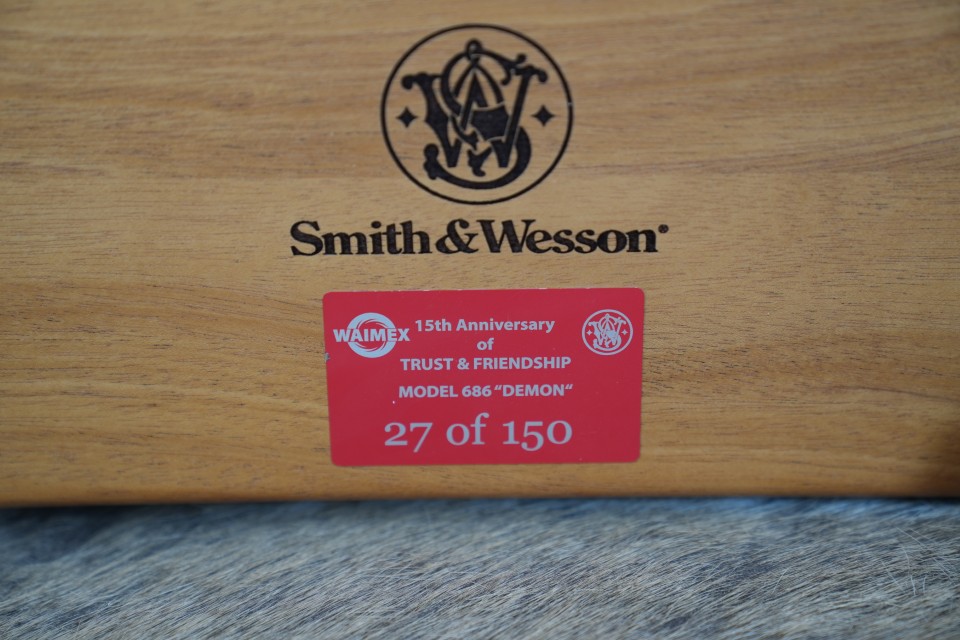 Smith & Wesson®
WAIMEX
15th Anniversary
of
TRUST & FRIENDSHIP
MODEL 686 “DEMON“
27 of 150